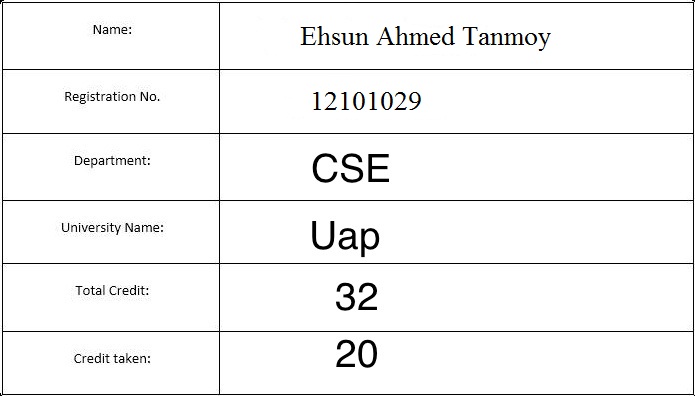 Name: Ehsun Ahmed Tanmoy
Registration No. 12101029
Department: CSE
University Name: Uap
Total Credit: 32
Credit taken: 20